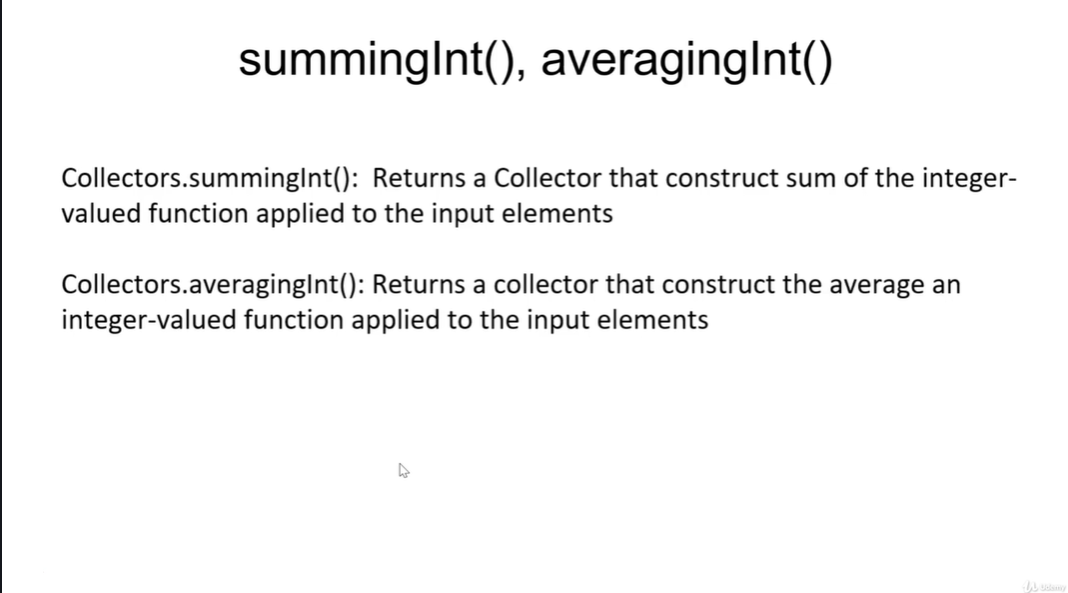 summingInt(), averagingInt()
Collectors.summingInt(): Returns a Collector that construct sum of the integer-
valued function applied to the input elements
Collectors.averagingInt(): Returns a collector that construct the average an
integer-valued function applied to the input elements
Udemy